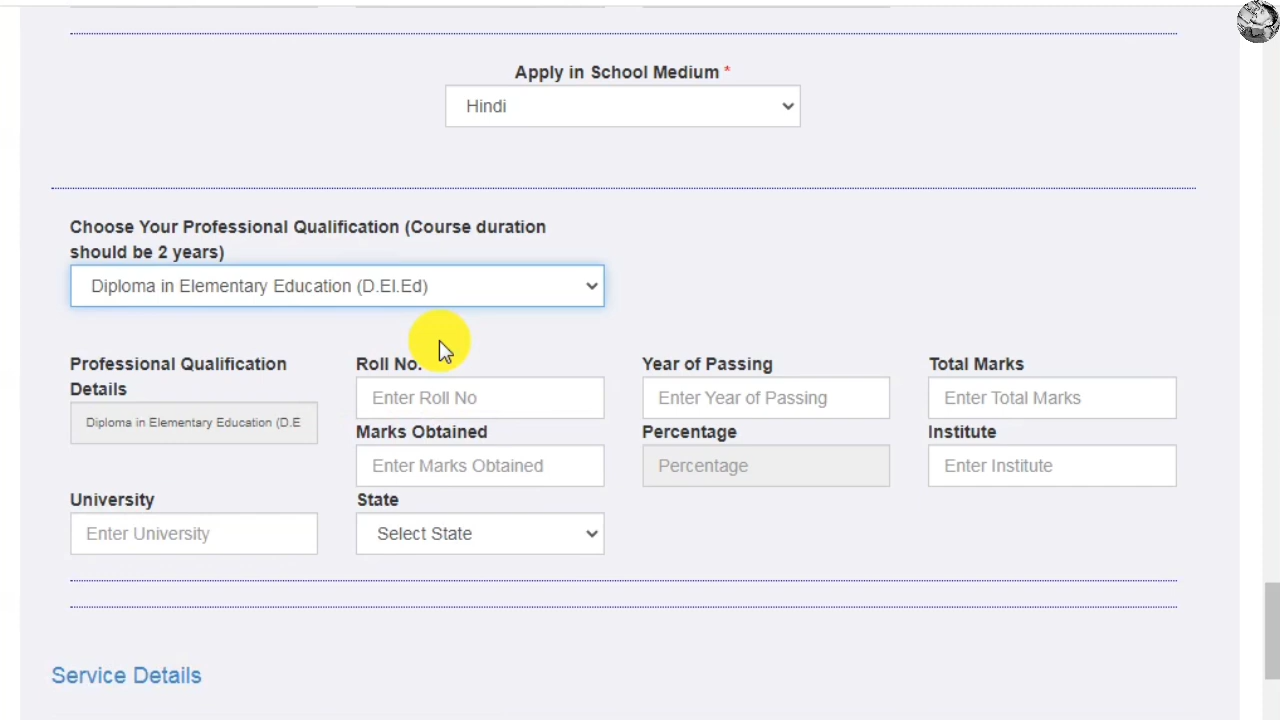 Apply in School Medium *
Hindi
Choose Your Professional Qualification (Course duration
should be 2 years)
Diploma in Elementary Education (D.El.Ed)
Professional Qualification
Details
Diploma in Elementary Education (D.E
Roll No.
Enter Roll No
Year of Passing
Enter Year of Passing
Total Marks
Enter Total Marks
Marks Obtained
Enter Marks Obtained
Percentage
Percentage
Institute
Enter Institute
University
Enter University
State
Select State
Service Details